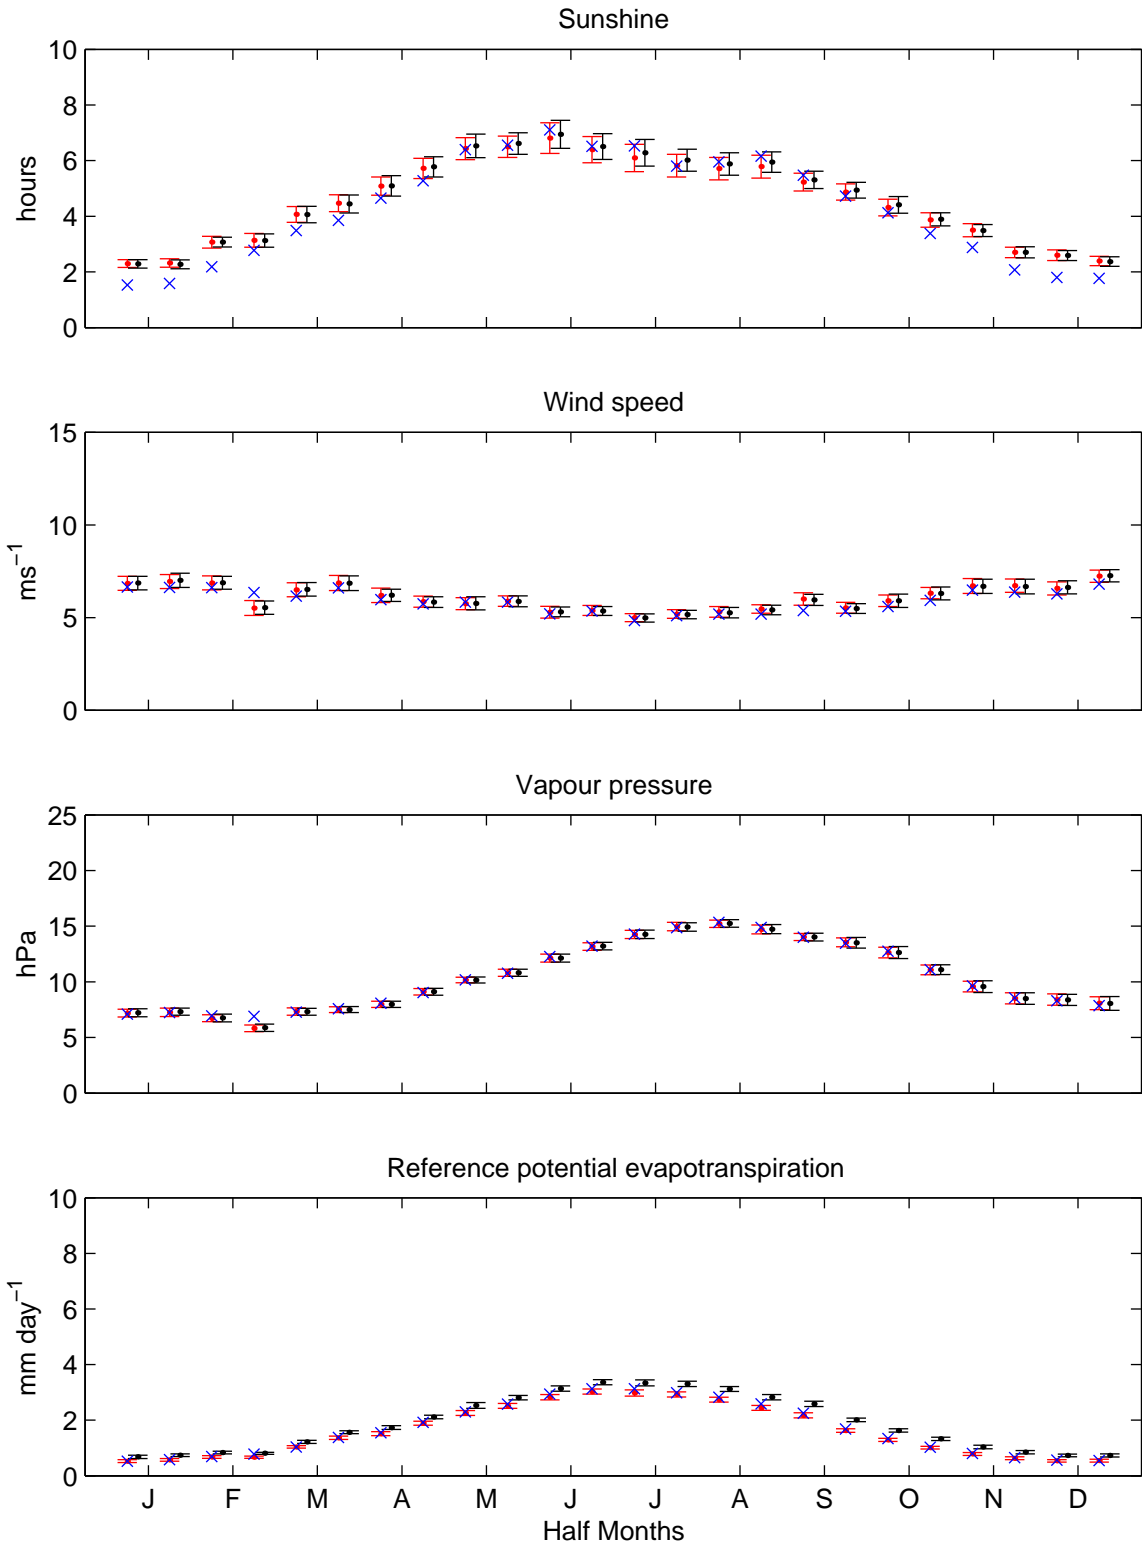 Sunshine
10
8
6
4
2
0
hours
Wind speed
15
10
5
0
ms⁻¹
Vapour pressure
25
20
15
10
5
0
hPa
Reference potential evapotranspiration
10
8
6
4
2
0
mm day⁻¹
J F M A M J J A S O N D
Half Months